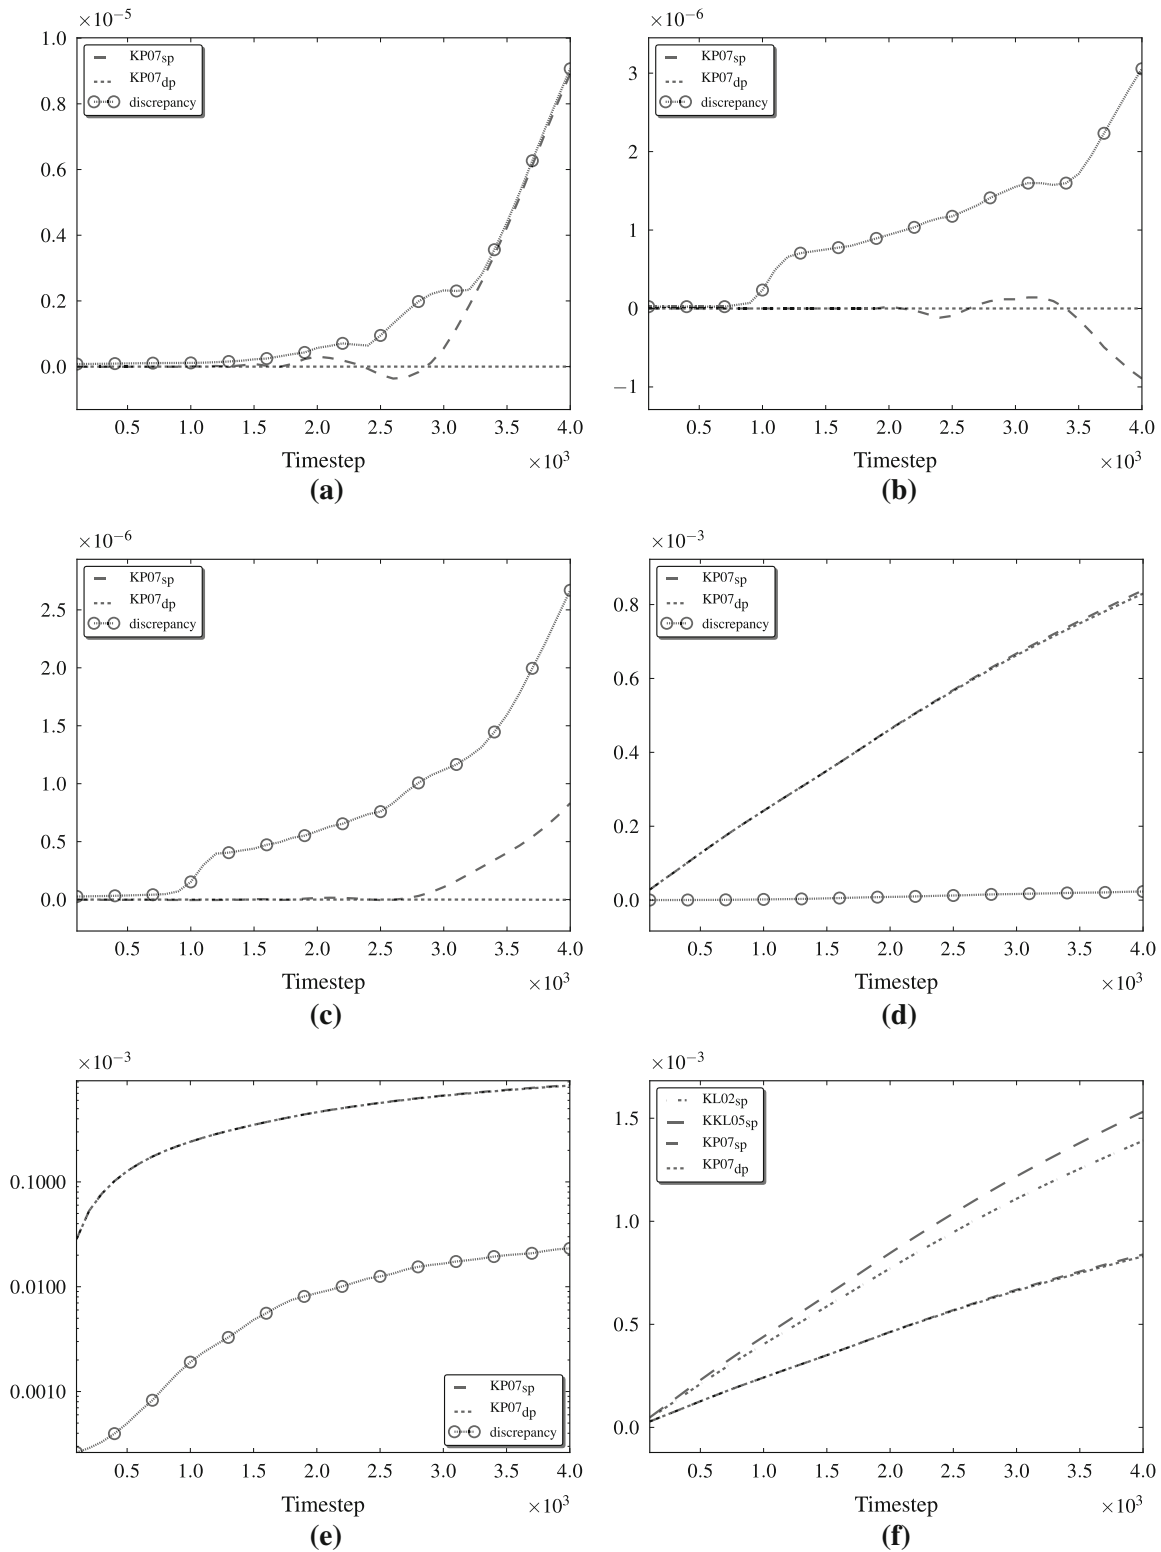 ×10−5
1.0
0.8
0.6
0.4
0.2
0.0
KP07sp
KP07dp
discrepancy
0.5 1.0 1.5 2.0 2.5 3.0 3.5 4.0
Timestep ×103
(a)
×10−6
3
2
1
0
−1
KP07sp
KP07dp
discrepancy
0.5 1.0 1.5 2.0 2.5 3.0 3.5 4.0
Timestep ×103
(b)
×10−6
2.5
2.0
1.5
1.0
0.5
0.0
KP07sp
KP07dp
discrepancy
0.5 1.0 1.5 2.0 2.5 3.0 3.5 4.0
Timestep ×103
(c)
×10−3
0.8
0.6
0.4
0.2
0.0
KP07sp
KP07dp
discrepancy
0.5 1.0 1.5 2.0 2.5 3.0 3.5 4.0
Timestep ×103
(d)
×10−3
0.1000
0.0100
0.0010
KP07sp
KP07dp
discrepancy
0.5 1.0 1.5 2.0 2.5 3.0 3.5 4.0
Timestep ×103
(e)
×10−3
1.5
1.0
0.5
0.0
KL02sp
KKL05sp
KP07sp
KP07dp
0.5 1.0 1.5 2.0 2.5 3.0 3.5 4.0
Timestep ×103
(f)